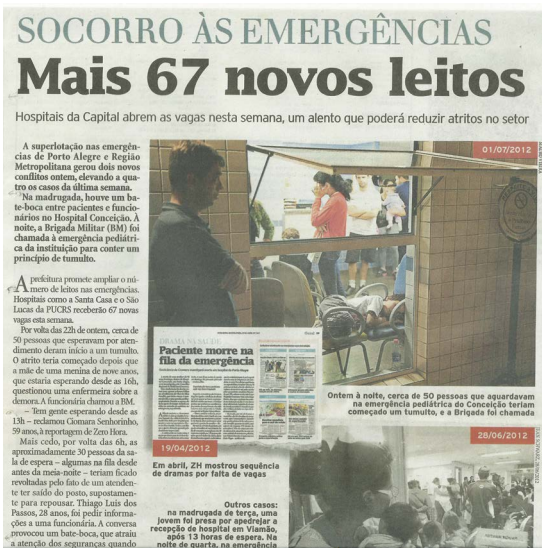 SOCORRO ÀS EMERGÊNCIAS
Mais 67 novos leitos
Hospitais da Capital abrem as vagas nesta semana, um alento que poderá reduzir atritos no setor
A superlotação nas emergên-
cias de Porto Alegre e Região
Metropolitana gerou dois novos
conflitos ontem, elevando a qua-
tro os casos da última semana.
Na madrugada, houve um ba-
te-boca entre pacientes e funcio-
nários no Hospital Conceição. À
noite, a Brigada Militar (BM) foi
chamada à emergência pediátri-
ca da instituição para conter um
princípio de tumulto.
A prefeitura promete ampliar o nú-
mero de leitos nas emergências.
Hospitais como a Santa Casa e o São
Lucas da PUCRS receberão 67 novas
vagas esta semana.
Por volta das 22h de ontem, cerca de
50 pessoas que esperavam por aten-
dimento deram início a um tumulto.
O atrito teria começado depois que
a mãe de uma menina de nove anos,
que estaria esperando desde as 16h,
questionou uma enfermeira sobre a
demora. A funcionária chamou a BM.
– Tem gente esperando desde as
13h – reclamou Giomara Senhorinho,
59 anos, à reportagem de Zero Hora.
Mais cedo, por volta das 6h, as
aproximadamente 30 pessoas da sa-
la de espera – algumas na fila desde
antes da meia-noite – teriam ficado
revoltadas pelo fato de um atenden-
te ter saído do posto, supostamen-
te para repousar. Thiago Luis dos
Passos, 28 anos, foi pedir informa-
ções a uma funcionária. A conversa
provocou um bate-boca, que atraiu
a atenção dos seguranças quando
01/07/2012
Ontem à noite, cerca de 50 pessoas que aguardavam
na emergência pediátrica do Conceição teriam
começado um tumulto, e a Brigada foi chamada
DRAMA NA SAÚDE
Paciente morre na
fila da emergência
19/04/2012
Em abril, ZH mostrou sequência
de dramas por falta de vagas
28/06/2012
Outros casos:
na madrugada de terça, uma
jovem foi presa por apedrejar a
recepção de hospital em Viamão,
após 13 horas de espera. Na
noite de quarta, na emergência